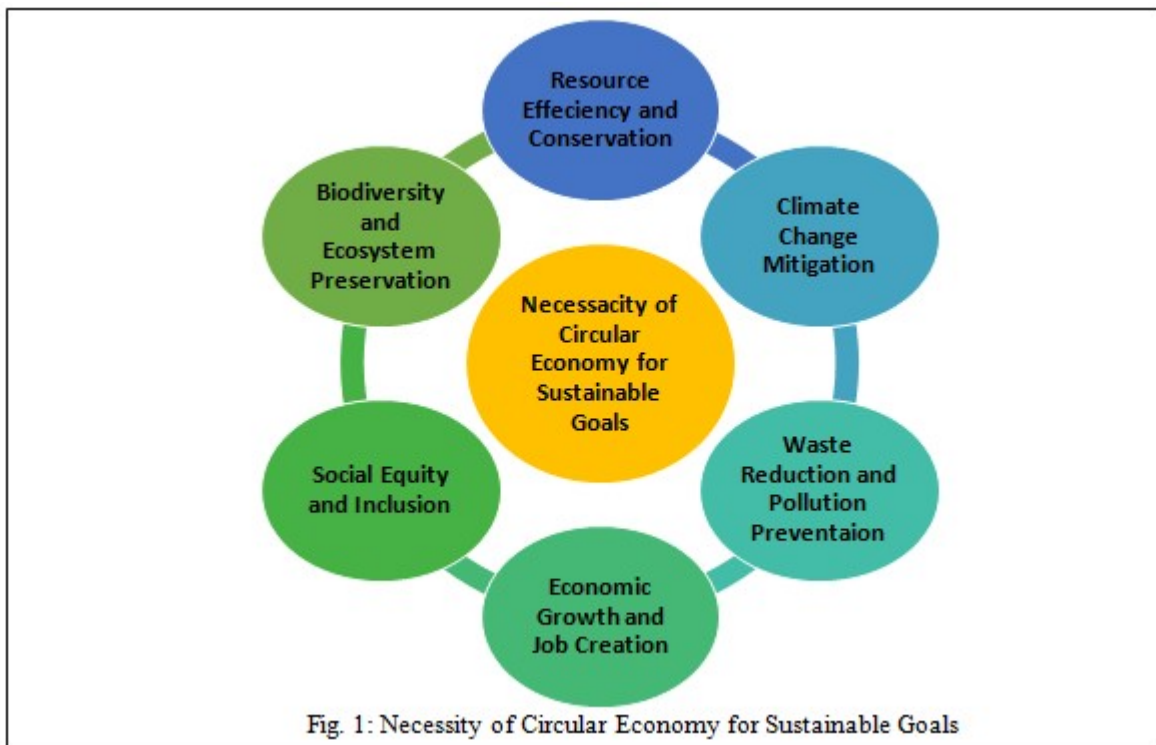 Resource
Effeciency and
Conservation
Climate
Change
Mitigation
Waste
Reduction and
Pollution
Preventaion
Economic
Growth and
Job Creation
Social Equity
and Inclusion
Biodiversity
and
Ecosystem
Preservation
Necessacity of
Circular
Economy for
Sustainable
Goals
Fig. 1: Necessity of Circular Economy for Sustainable Goals